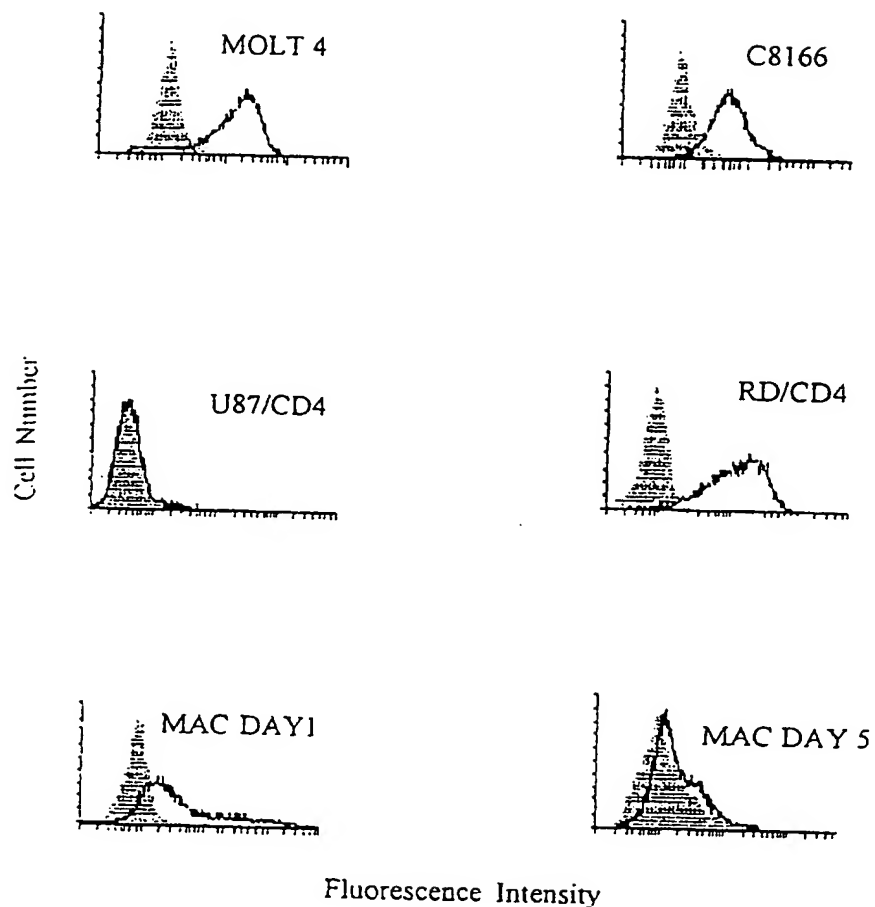 MOLT 4
C8166
U87/CD4
RD/CD4
Cell Number
MAC DAY1
MAC DAY 5
Fluorescence Intensity